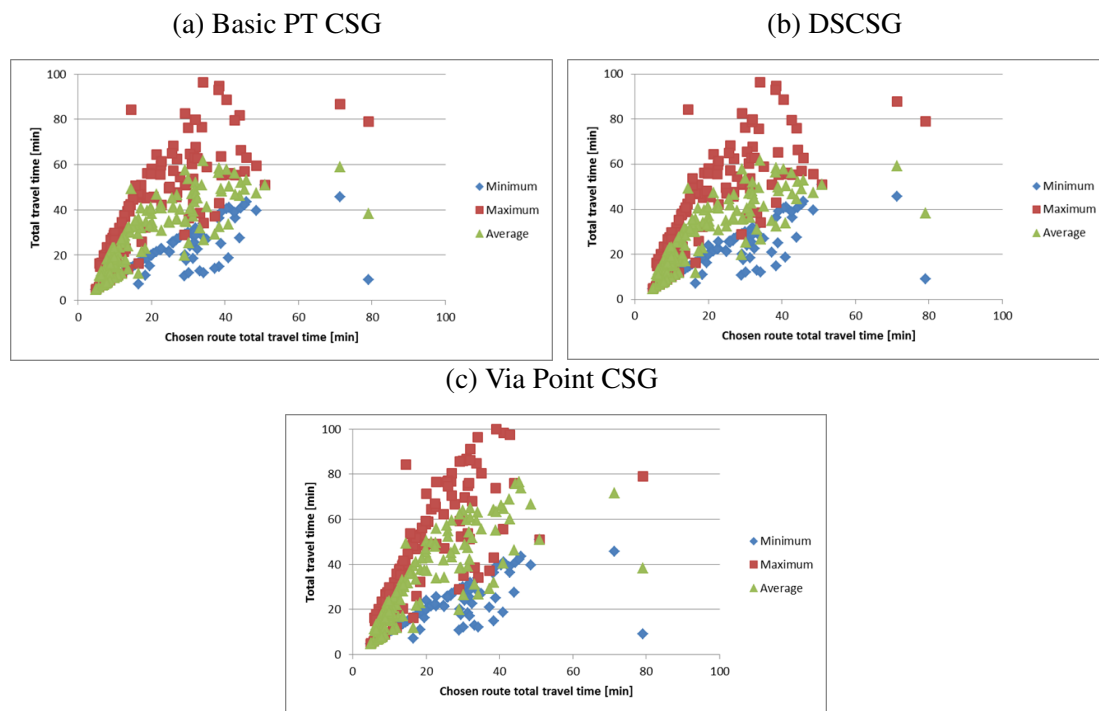 (a) Basic PT CSG
100
80
60
40
20
0
0 20 40 60 80 100
Total travel time [min]
Chosen route total travel time [min]
Minimum
Maximum
Average
(b) DSCSG
100
80
60
40
20
0
0 20 40 60 80 100
Total travel time [min]
Chosen route total travel time [min]
Minimum
Maximum
Average
(c) Via Point CSG
100
80
60
40
20
0
0 20 40 60 80 100
Total travel time [min]
Chosen route total travel time [min]
Minimum
Maximum
Average